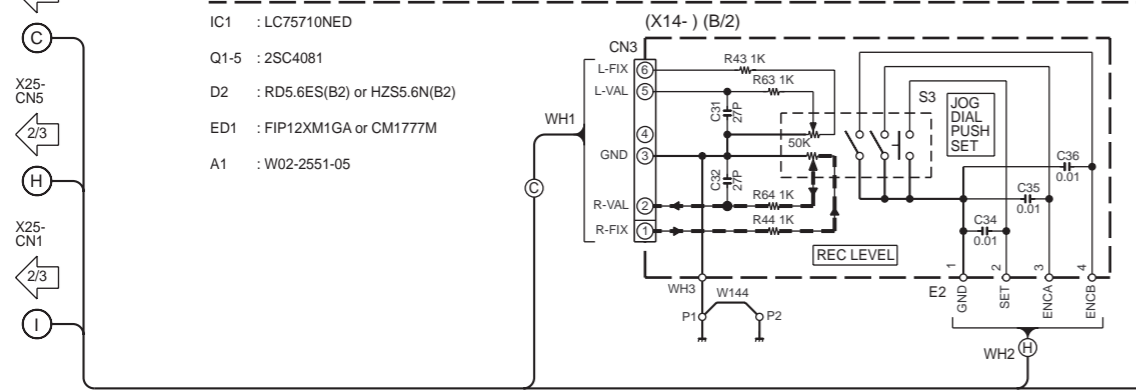 C
X25-
CN5
2/3
H
X25-
CN1
2/3
I
IC1 : LC75710NED
Q1-5 : 2SC4081
D2 : RD5.6ES(B2) or HZS5.6N(B2)
ED1 : FIP12XM1GA or CM1777M
A1 : W02-2551-05
(X14- ) (B/2)
CN3
L-FIX 6
L-VAL 5
4
GND 3
R-VAL 2
R-FIX 1
WH1
C
R43 1K
R63 1K
C31
27P
50K
C32
27P
R64 1K
R44 1K
S3
JOG
DIAL
PUSH
SET
C36
0.01
C35
0.01
C34
0.01
REC LEVEL
WH3
W144
P1
P2
E2
1
2
3
4
GND
SET
ENCA
ENCB
WH2
H